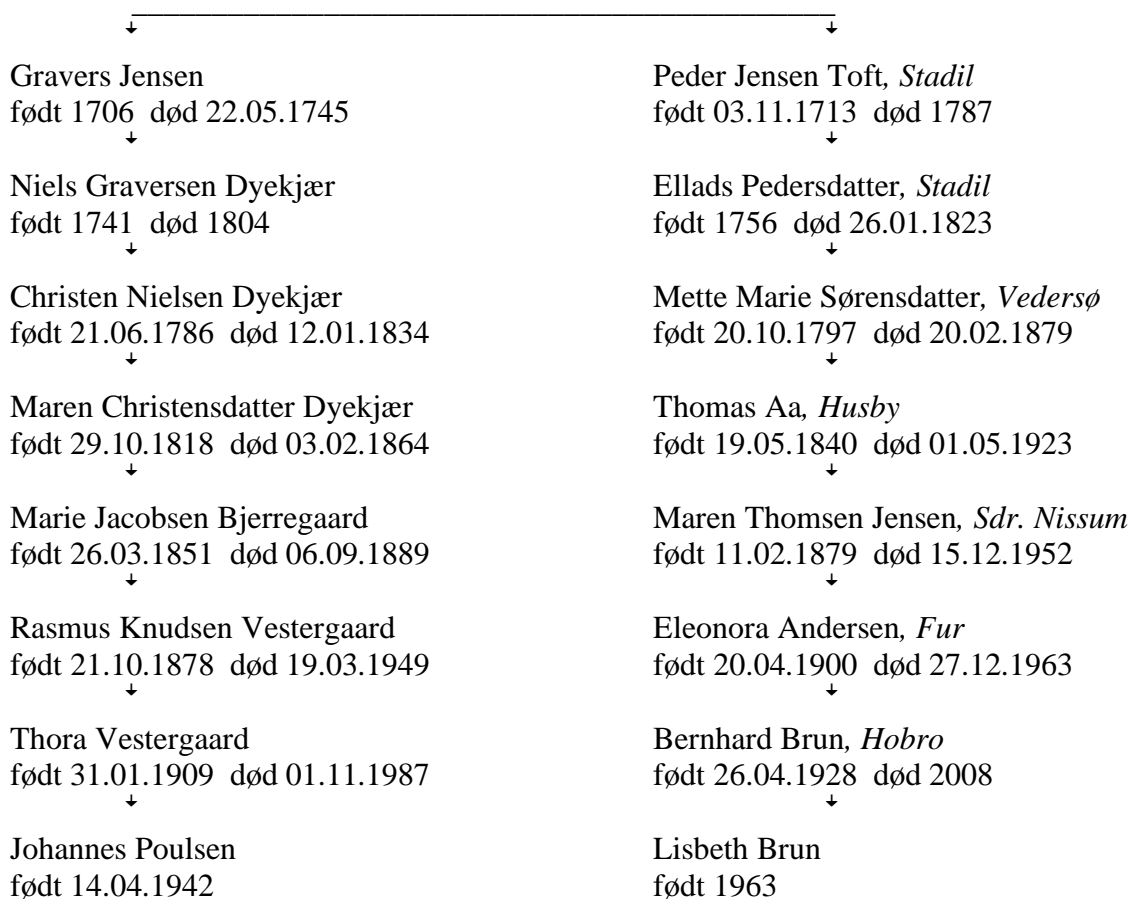 Gravers Jensen
født 1706  død 22.05.1745
Niels Graversen Dyekjær
født 1741  død 1804
Christen Nielsen Dyekjær
født 21.06.1786  død 12.01.1834
Maren Christensdatter Dyekjær
født 29.10.1818  død 03.02.1864
Marie Jacobsen Bjerregaard
født 26.03.1851  død 06.09.1889
Rasmus Knudsen Vestergaard
født 21.10.1878  død 19.03.1949
Thora Vestergaard
født 31.01.1909  død 01.11.1987
Johannes Poulsen
født 14.04.1942
Peder Jensen Toft, Stadil
født 03.11.1713  død 1787
Ellads Pedersdatter, Stadil
født 1756  død 26.01.1823
Mette Marie Sørensdatter, Vedersø
født 20.10.1797  død 20.02.1879
Thomas Aa, Husby
født 19.05.1840  død 01.05.1923
Maren Thomsen Jensen, Sdr. Nissum
født 11.02.1879  død 15.12.1952
Eleonora Andersen, Fur
født 20.04.1900  død 27.12.1963
Bernhard Brun, Hobro
født 26.04.1928  død 2008
Lisbeth Brun
født 1963